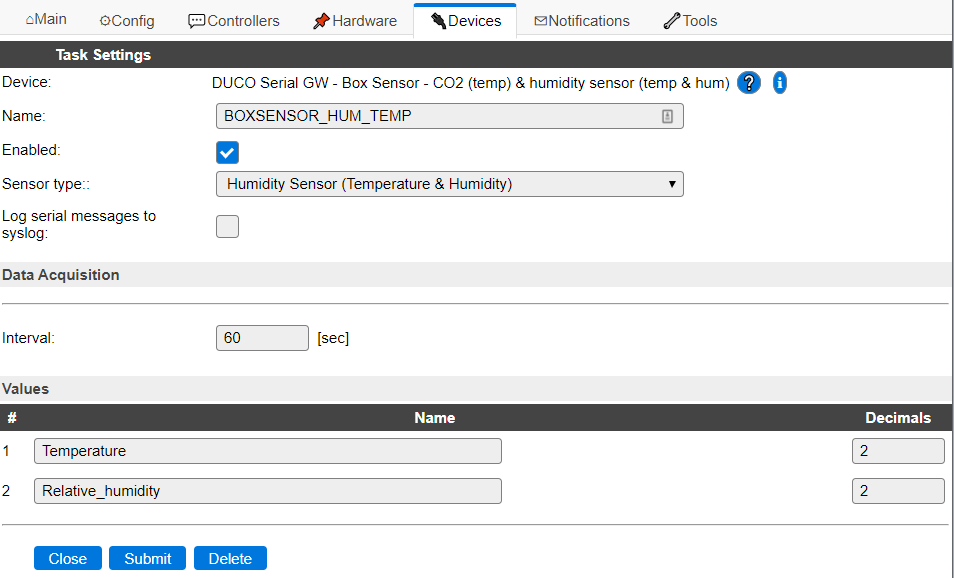 Main Config Controllers Hardware Devices Notifications Tools
Task Settings
Device: DUCO Serial GW - Box Sensor - CO2 (temp) & humidity sensor (temp & hum) ? i
Name: BOXSENSOR_HUM_TEMP
Enabled:
Sensor type:: Humidity Sensor (Temperature & Humidity)
Log serial messages to
syslog:
Data Acquisition
Interval: 60 [sec]
Values
# Name Decimals
1 Temperature 2
2 Relative_humidity 2
Close Submit Delete